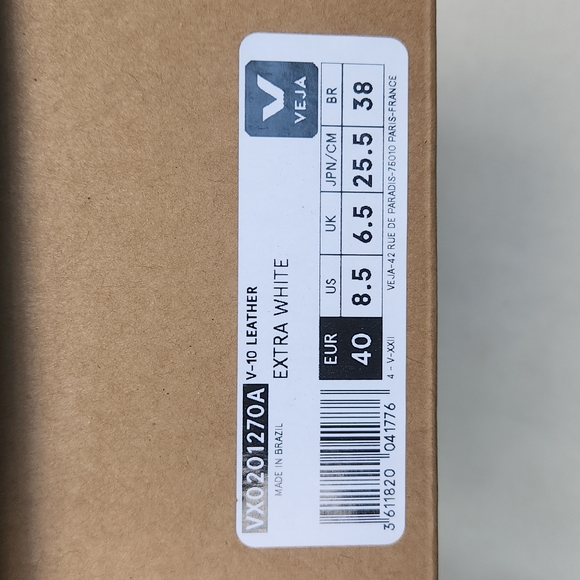 VX0201270A V-10 LEATHER
MADE IN BRAZIL
EXTRA WHITE
VEJA
EUR US UK JPN/CM BR
40 8.5 6.5 25.5 38
4 - V-XXII
VEJA-42 RUE DE PARADIS-75010 PARIS-FRANCE
3 611820 041776